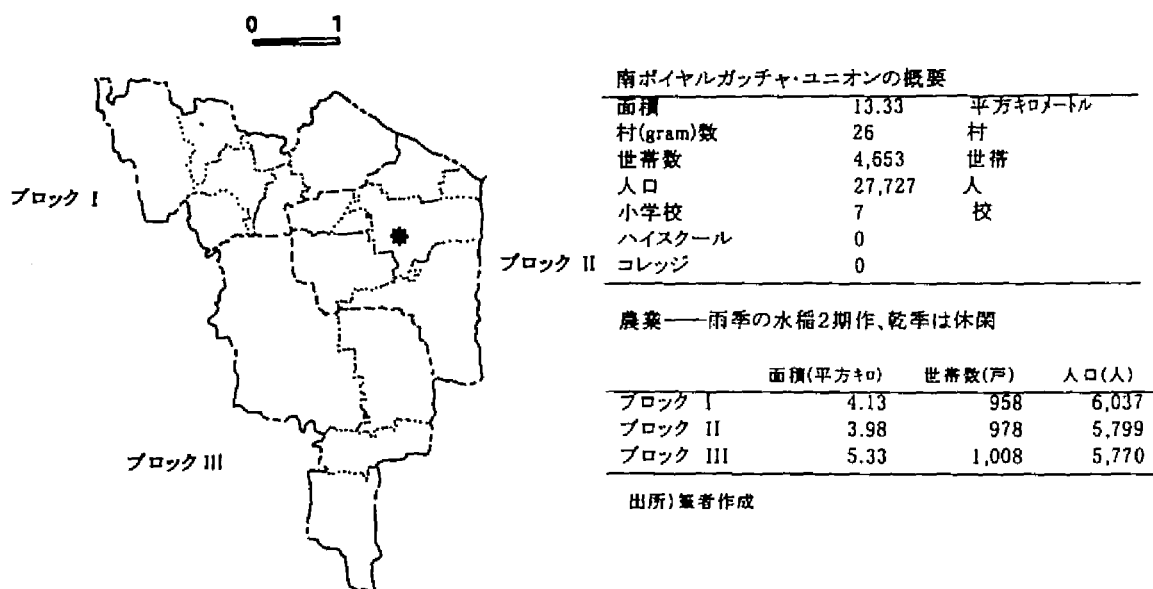 0 1
ブロック I
ブロック II
ブロック III
南ボイヤルガッチャ・ユニオンの概要
面積 13.33 平方キロメートル
村(gram)数 26 村
世帯数 4,653 世帯
人口 27,727 人
小学校 7 校
ハイスクール 0
コレッジ 0
農業――雨季の水稲2期作、乾季は休閑
面積(平方キロ) 世帯数(戸) 人口(人)
ブロック I 4.13 958 6,037
ブロック II 3.98 978 5,799
ブロック III 5.33 1,008 5,770
出所)筆者作成